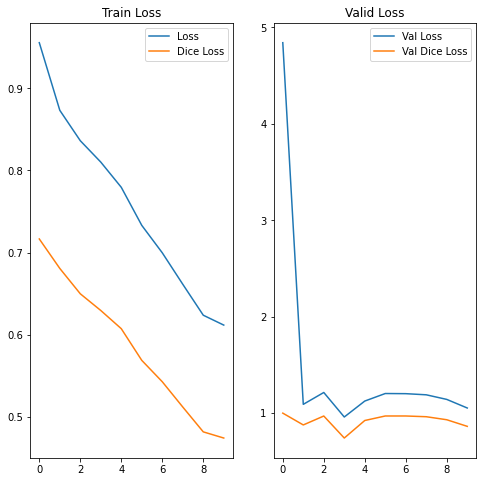 Train Loss
Loss
Dice Loss
0.9
0.8
0.7
0.6
0.5
0 2 4 6 8
Valid Loss
Val Loss
Val Dice Loss
5
4
3
2
1
0 2 4 6 8